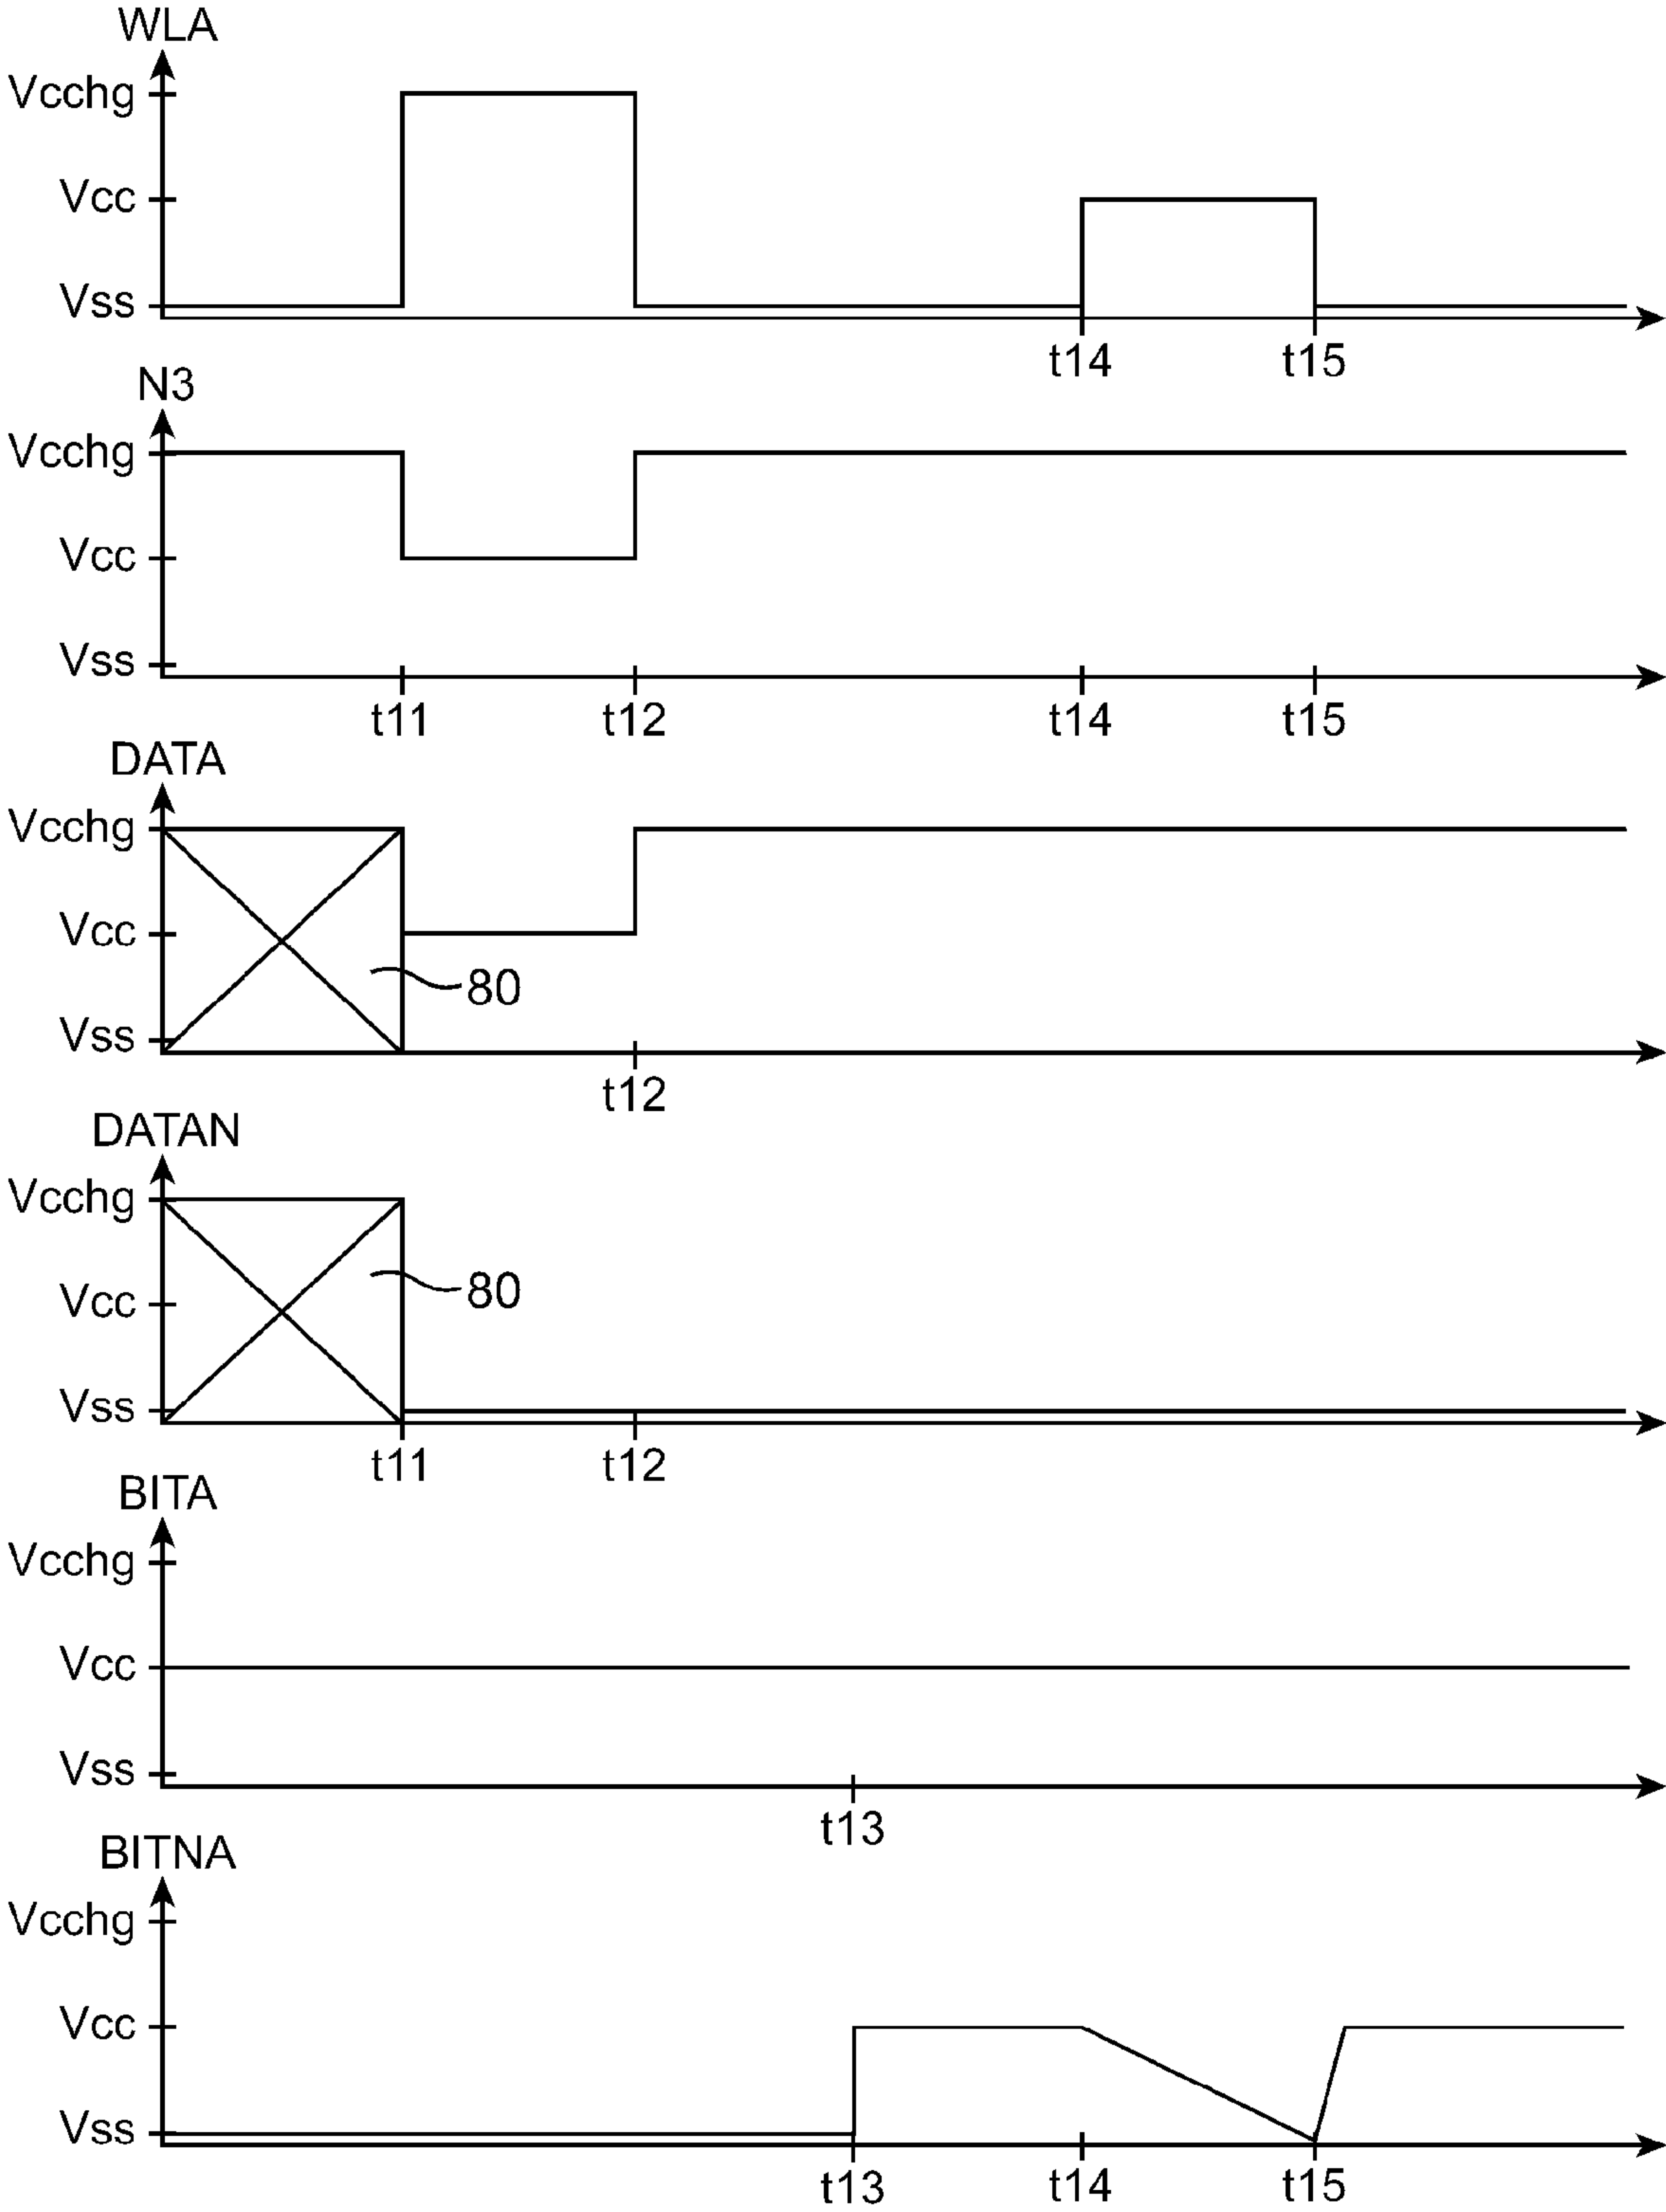 WLA
Vcchg
Vcc
Vss
t14 t15
N3
Vcchg
Vcc
Vss
t11 t12 t14 t15
DATA
Vcchg
Vcc
80
Vss
t12
DATAN
Vcchg
80
Vcc
Vss
t11 t12
BITA
Vcchg
Vcc
Vss
t13
BITNA
Vcchg
Vcc
Vss
t13 t14 t15